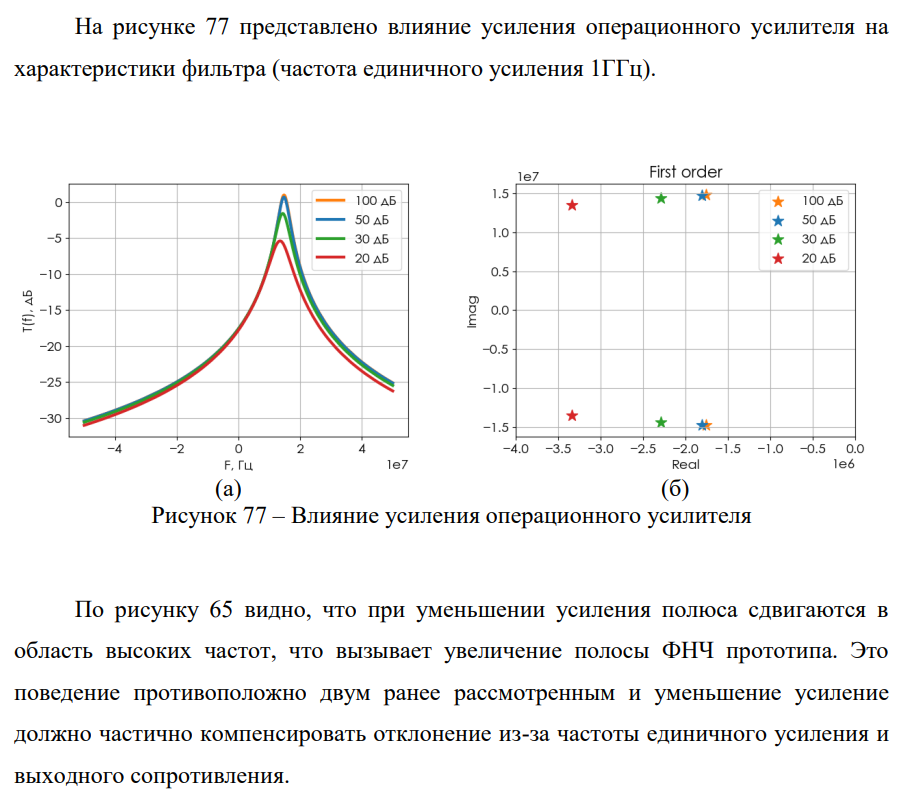 На рисунке 77 представлено влияние усиления операционного усилителя на
характеристики фильтра (частота единичного усиления 1ГГц).
T(f), дБ
0
−5
−10
−15
−20
−25
−30
100 дБ
50 дБ
30 дБ
20 дБ
−4 −2 0 2 4
F, Гц 1e7
First order
1e7
Imag
1.5
1.0
0.5
0.0
−0.5
−1.0
−1.5
100 дБ
50 дБ
30 дБ
20 дБ
−4.0 −3.5 −3.0 −2.5 −2.0 −1.5 −1.0 −0.5 0.0
Real 1e6
(а) (б)
Рисунок 77 – Влияние усиления операционного усилителя
По рисунку 65 видно, что при уменьшении усиления полюса сдвигаются в
область высоких частот, что вызывает увеличение полосы ФНЧ прототипа. Это
поведение противоположно двум ранее рассмотренным и уменьшение усиление
должно частично компенсировать отклонение из-за частоты единичного усиления и
выходного сопротивления.